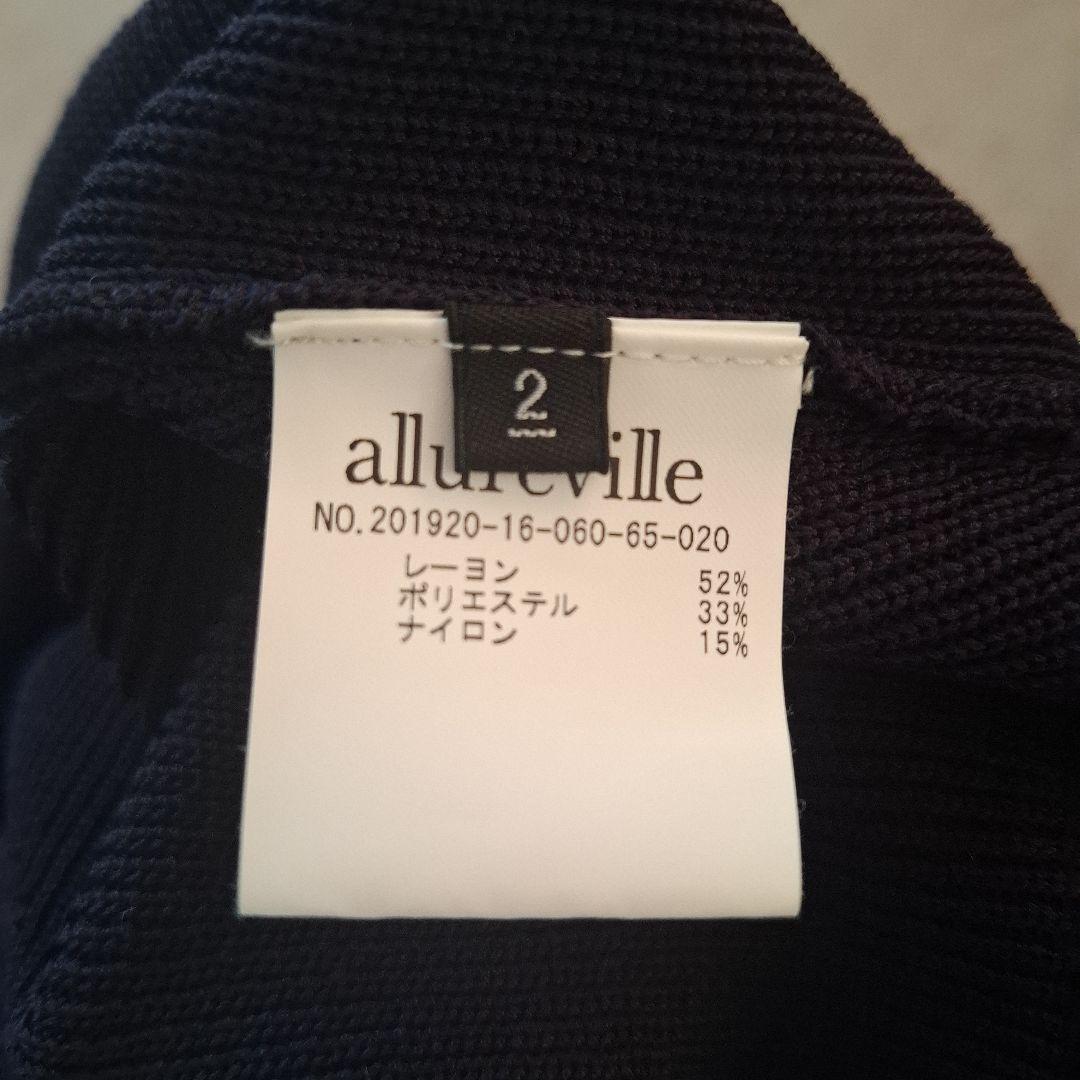 2
allureville
NO.201920-16-060-65-020
レーヨン 52%
ポリエステル 33%
ナイロン 15%